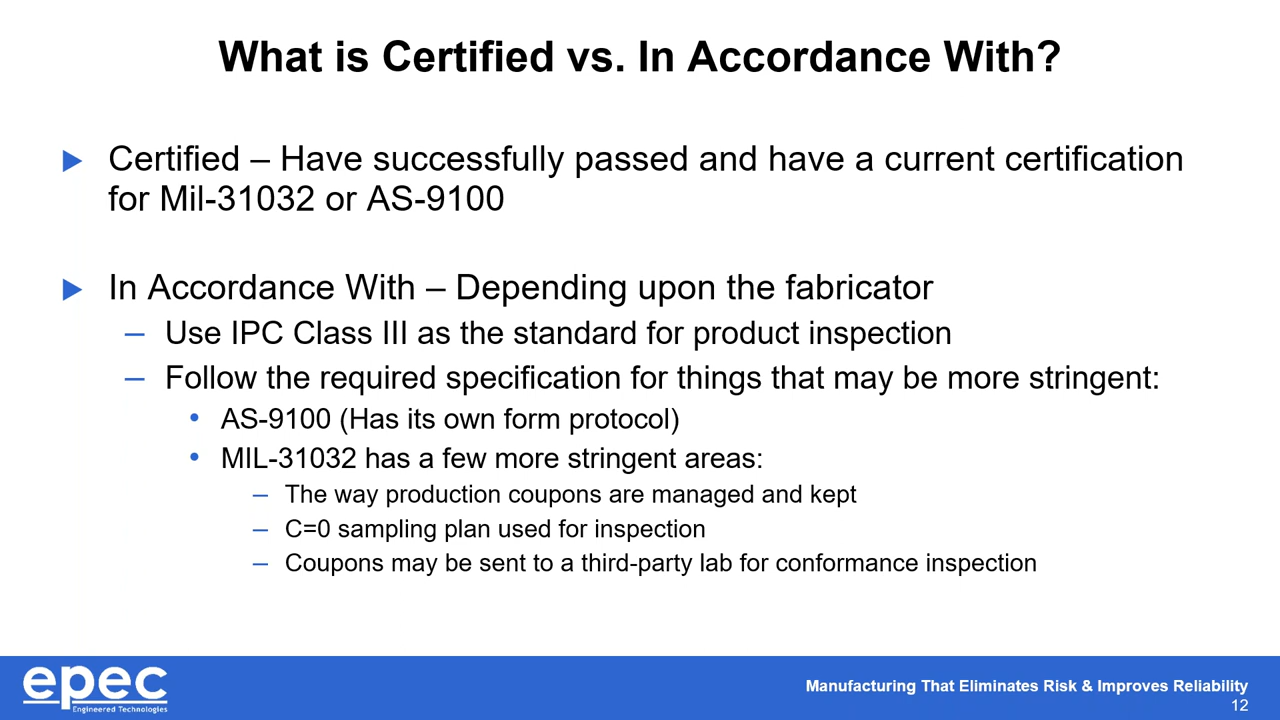 What is Certified vs. In Accordance With?
Certified – Have successfully passed and have a current certification
for Mil-31032 or AS-9100
In Accordance With – Depending upon the fabricator
– Use IPC Class III as the standard for product inspection
– Follow the required specification for things that may be more stringent:
• AS-9100 (Has its own form protocol)
• MIL-31032 has a few more stringent areas:
– The way production coupons are managed and kept
– C=0 sampling plan used for inspection
– Coupons may be sent to a third-party lab for conformance inspection
epec
Engineered Technologies
Manufacturing That Eliminates Risk & Improves Reliability
12